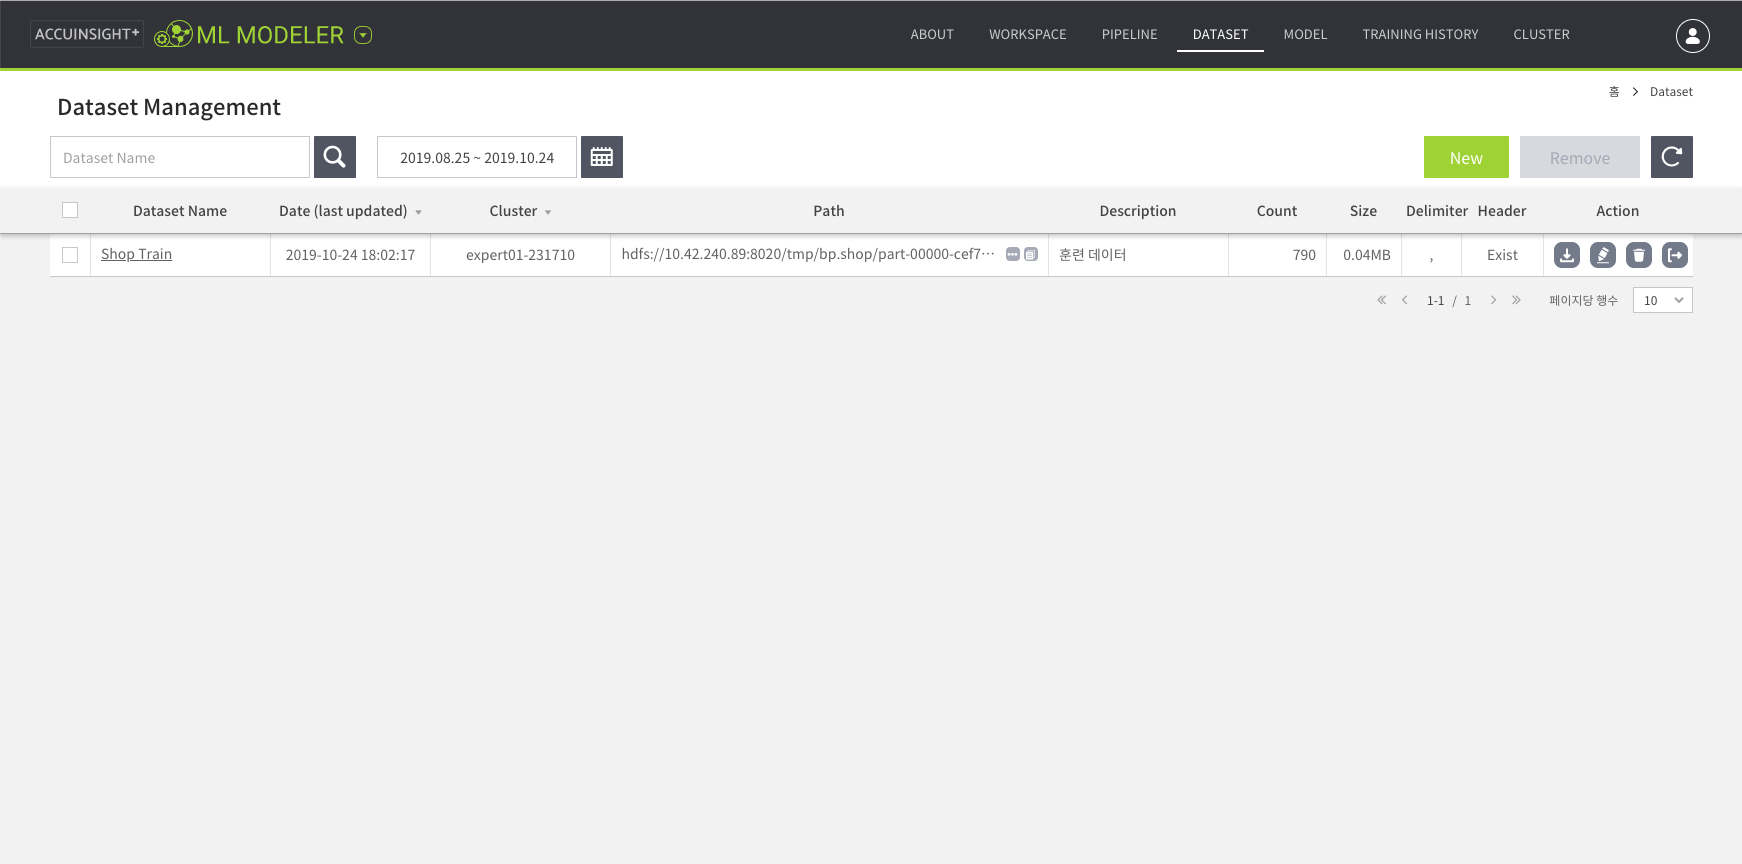 ACCUINSIGHT+ ML MODELER ABOUT WORKSPACE PIPELINE DATASET MODEL TRAINING HISTORY CLUSTER
홈 > Dataset
Dataset Management
Dataset Name 2019.08.25 ~ 2019.10.24 New Remove
Dataset Name Date (last updated) Cluster Path Description Count Size Delimiter Header Action
Shop Train 2019-10-24 18:02:17 expert01-231710 hdfs://10.42.240.89:8020/tmp/bp.shop/part-00000-cef7··· 훈련 데이터 790 0.04MB , Exist
« < 1-1 / 1 > » 페이지당 행수 10